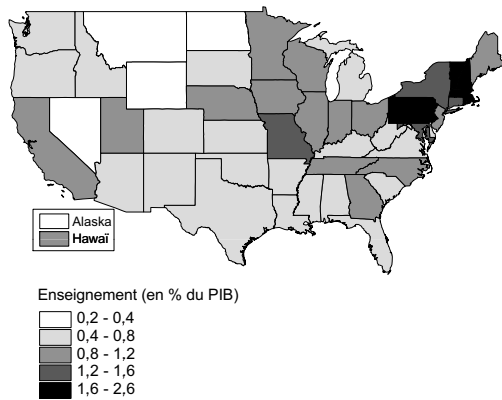 Alaska
Hawaï
Enseignement (en % du PIB)
0,2 - 0,4
0,4 - 0,8
0,8 - 1,2
1,2 - 1,6
1,6 - 2,6